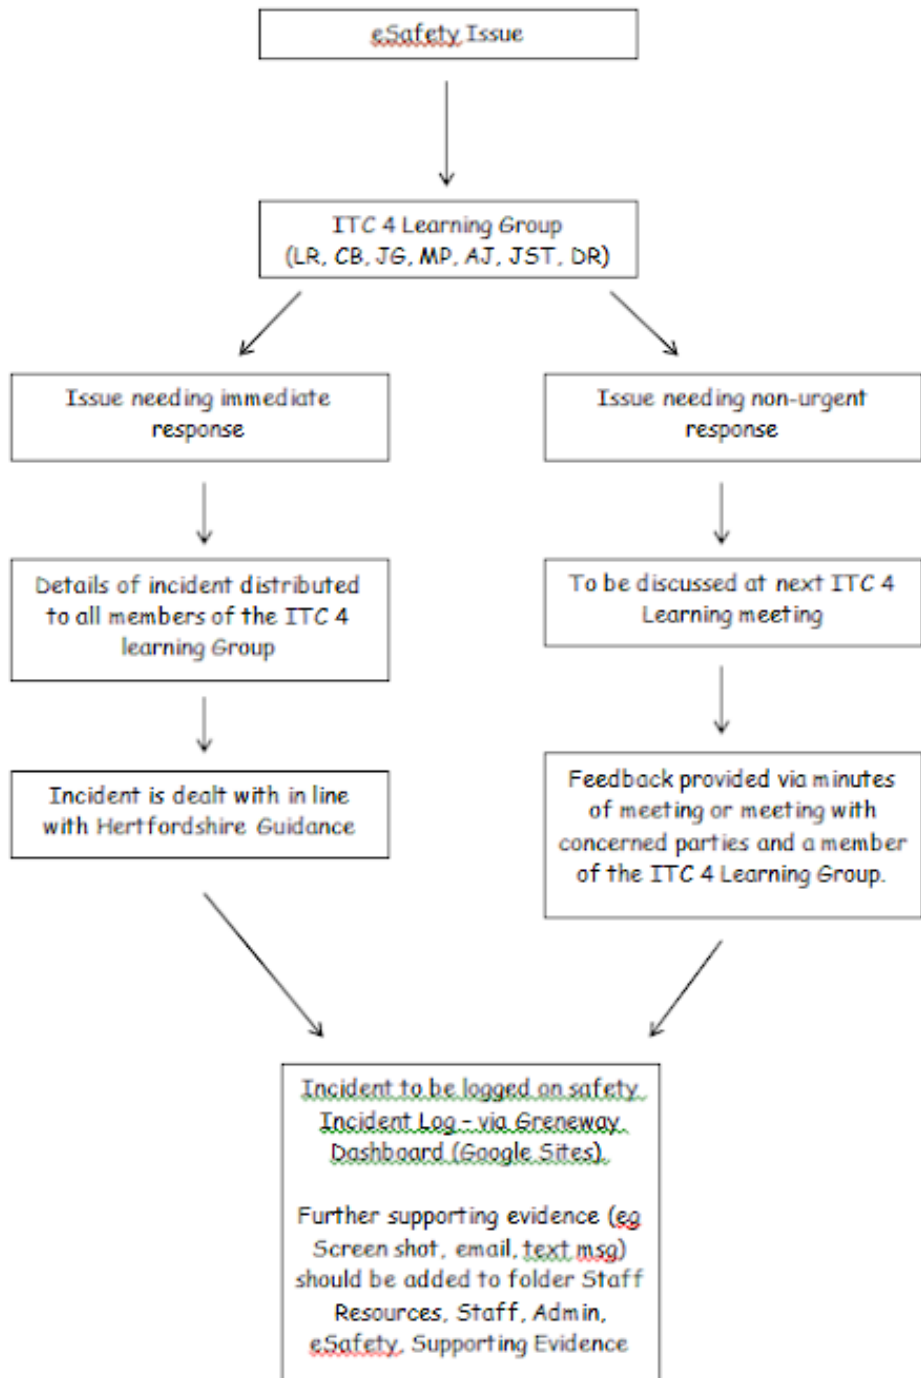 eSafety Issue
ITC 4 Learning Group
(LR, CB, JG, MP, AJ, JST, DR)
Issue needing immediate
response
Issue needing non-urgent
response
Details of incident distributed
to all members of the ITC 4
learning Group
To be discussed at next ITC 4
Learning meeting
Incident is dealt with in line
with Hertfordshire Guidance
Feedback provided via minutes
of meeting or meeting with
concerned parties and a member
of the ITC 4 Learning Group.
Incident to be logged on safety
Incident Log – via Greneway
Dashboard (Google Sites)
Further supporting evidence (eg
Screen shot, email, text msg)
should be added to folder Staff
Resources, Staff, Admin,
eSafety, Supporting Evidence